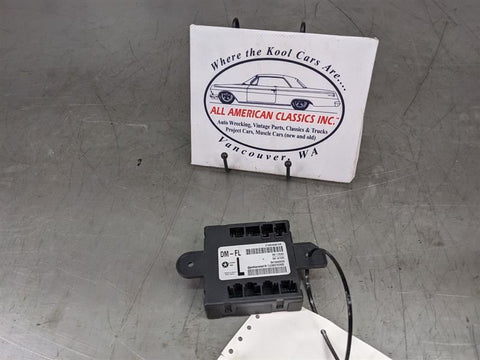 Where the Kool Cars Are....
ALL AMERICAN CLASSICS INC.™
Auto Wrecking, Vintage Parts, Classics & Trucks
Project Cars, Muscle Cars (new and old)
Vancouver, WA
DM-FL
L